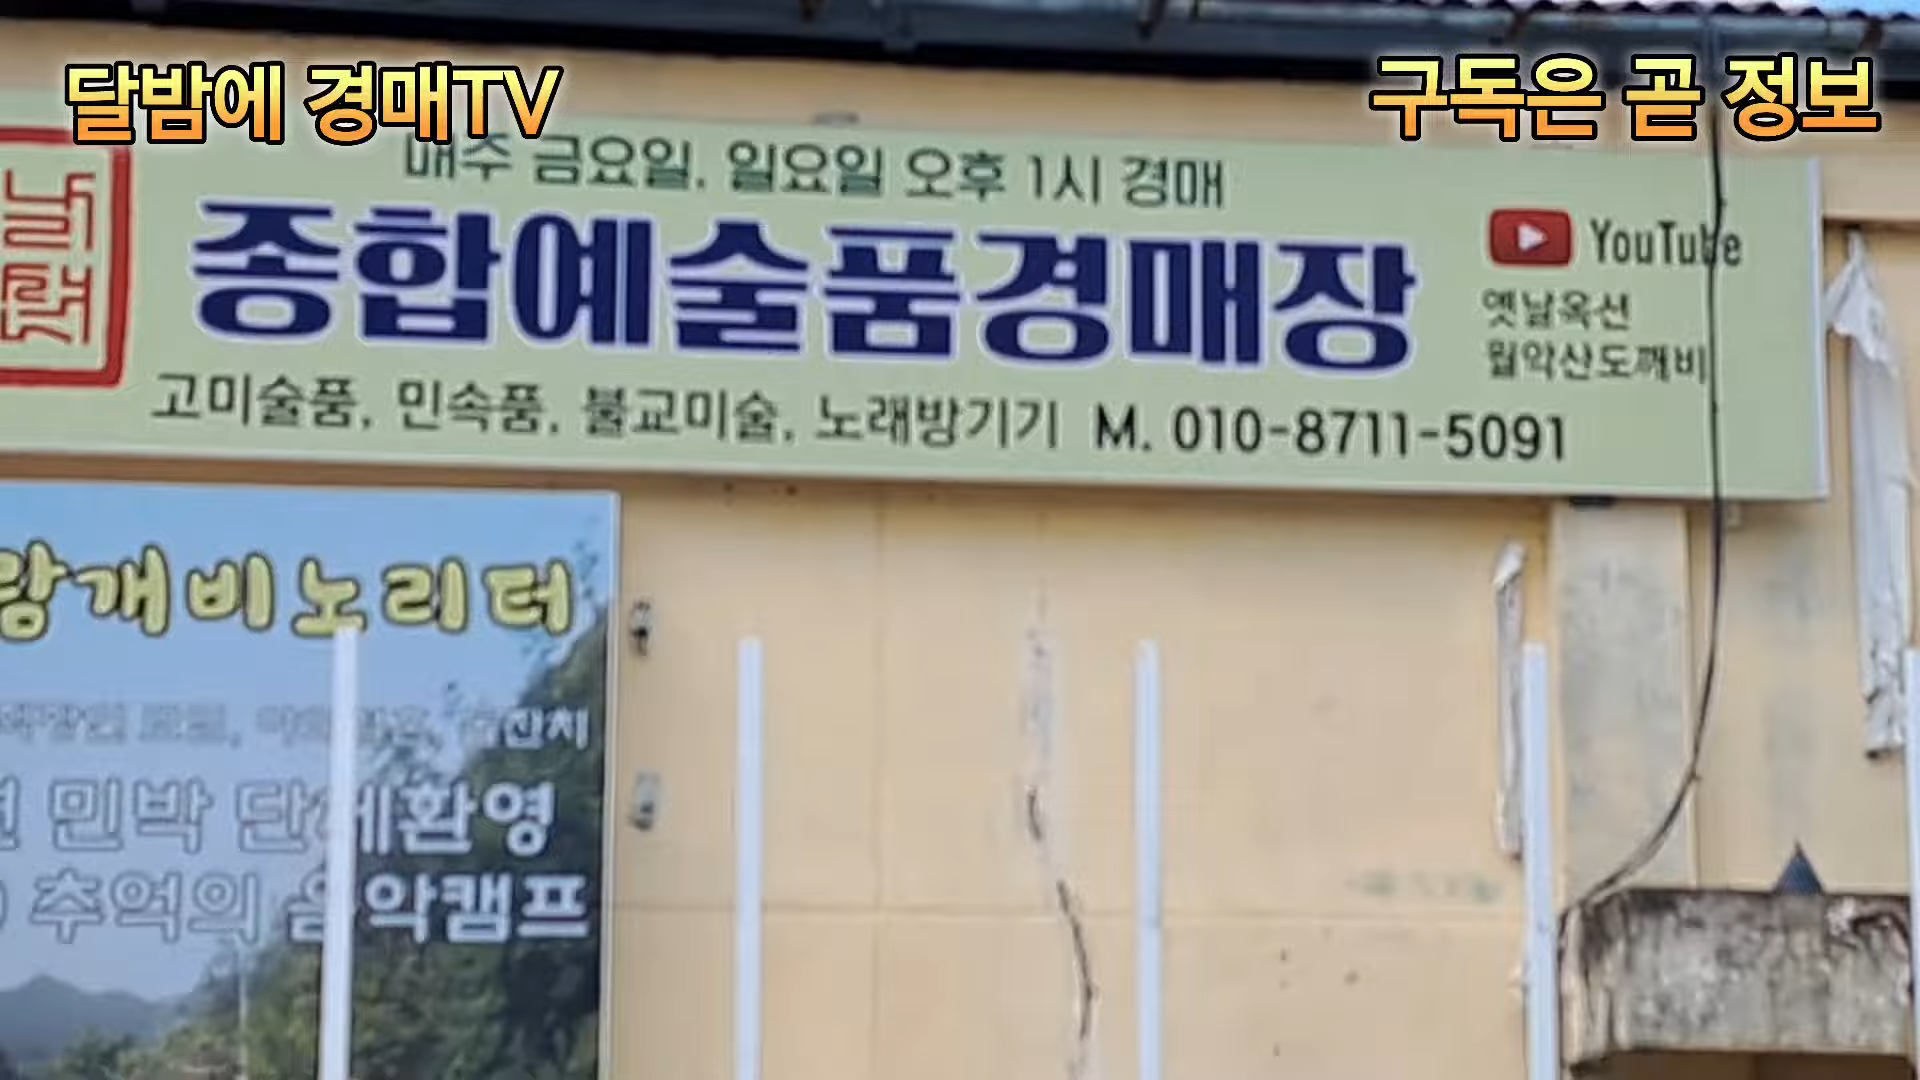 달밤에 경매TV
구독은 곧 정보
매주 금요일, 일요일 오후 1시 경매
종합예술품경매장
YouTube
옛날옥션
월악산도깨비
고미술품, 민속품, 불교미술, 노래방기기 M. 010-8711-5091
람개비노리터
잔치
민박 단체환영
추억의 음악캠프